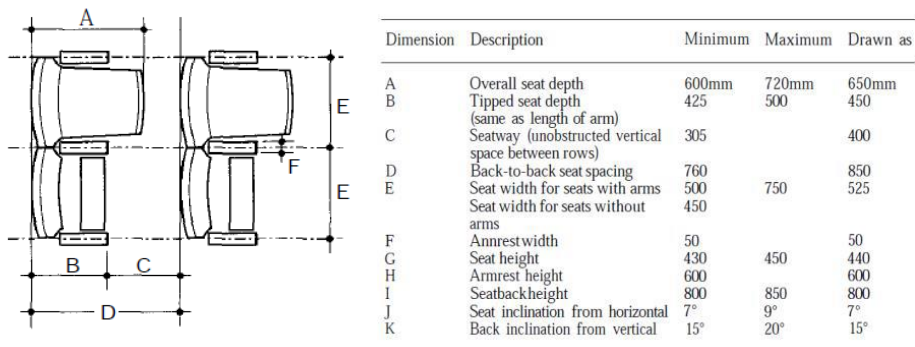 A
E
F
E
B
C
D
Dimension Description Minimum Maximum Drawn as
A Overall seat depth 600mm 720mm 650mm
B Tipped seat depth 425 500 450
(same as length of arm)
C Seatway (unobstructed vertical 305 400
space between rows)
D Back-to-back seat spacing 760 850
E Seat width for seats with arms 500 750 525
Seat width for seats without 450
arms
F Annrestwidth 50 50
G Seat height 430 450 440
H Armrest height 600 600
I Seatbackheight 800 850 800
J Seat inclination from horizontal 7° 9° 7°
K Back inclination from vertical 15° 20° 15°